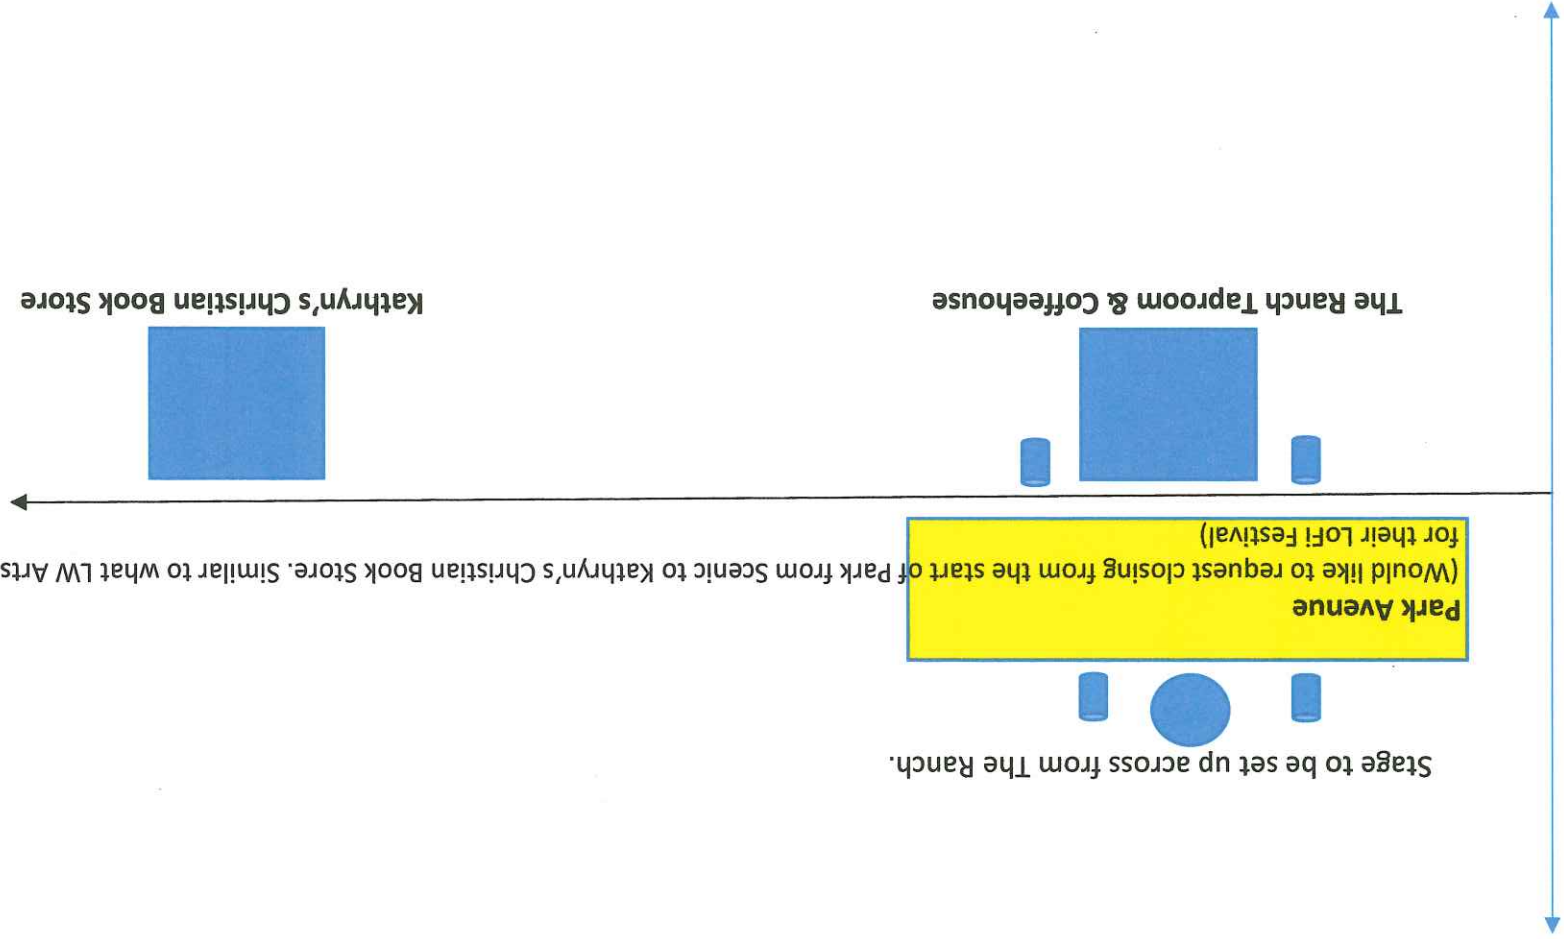 Stage to be set up across from The Ranch.
Park Avenue
(Would like to request closing from the start of Park from Scenic to Kathryn's Christian Book Store. Similar to what LW Arts
for their LoFi Festival)
The Ranch Taproom & Coffeehouse
Kathryn's Christian Book Store